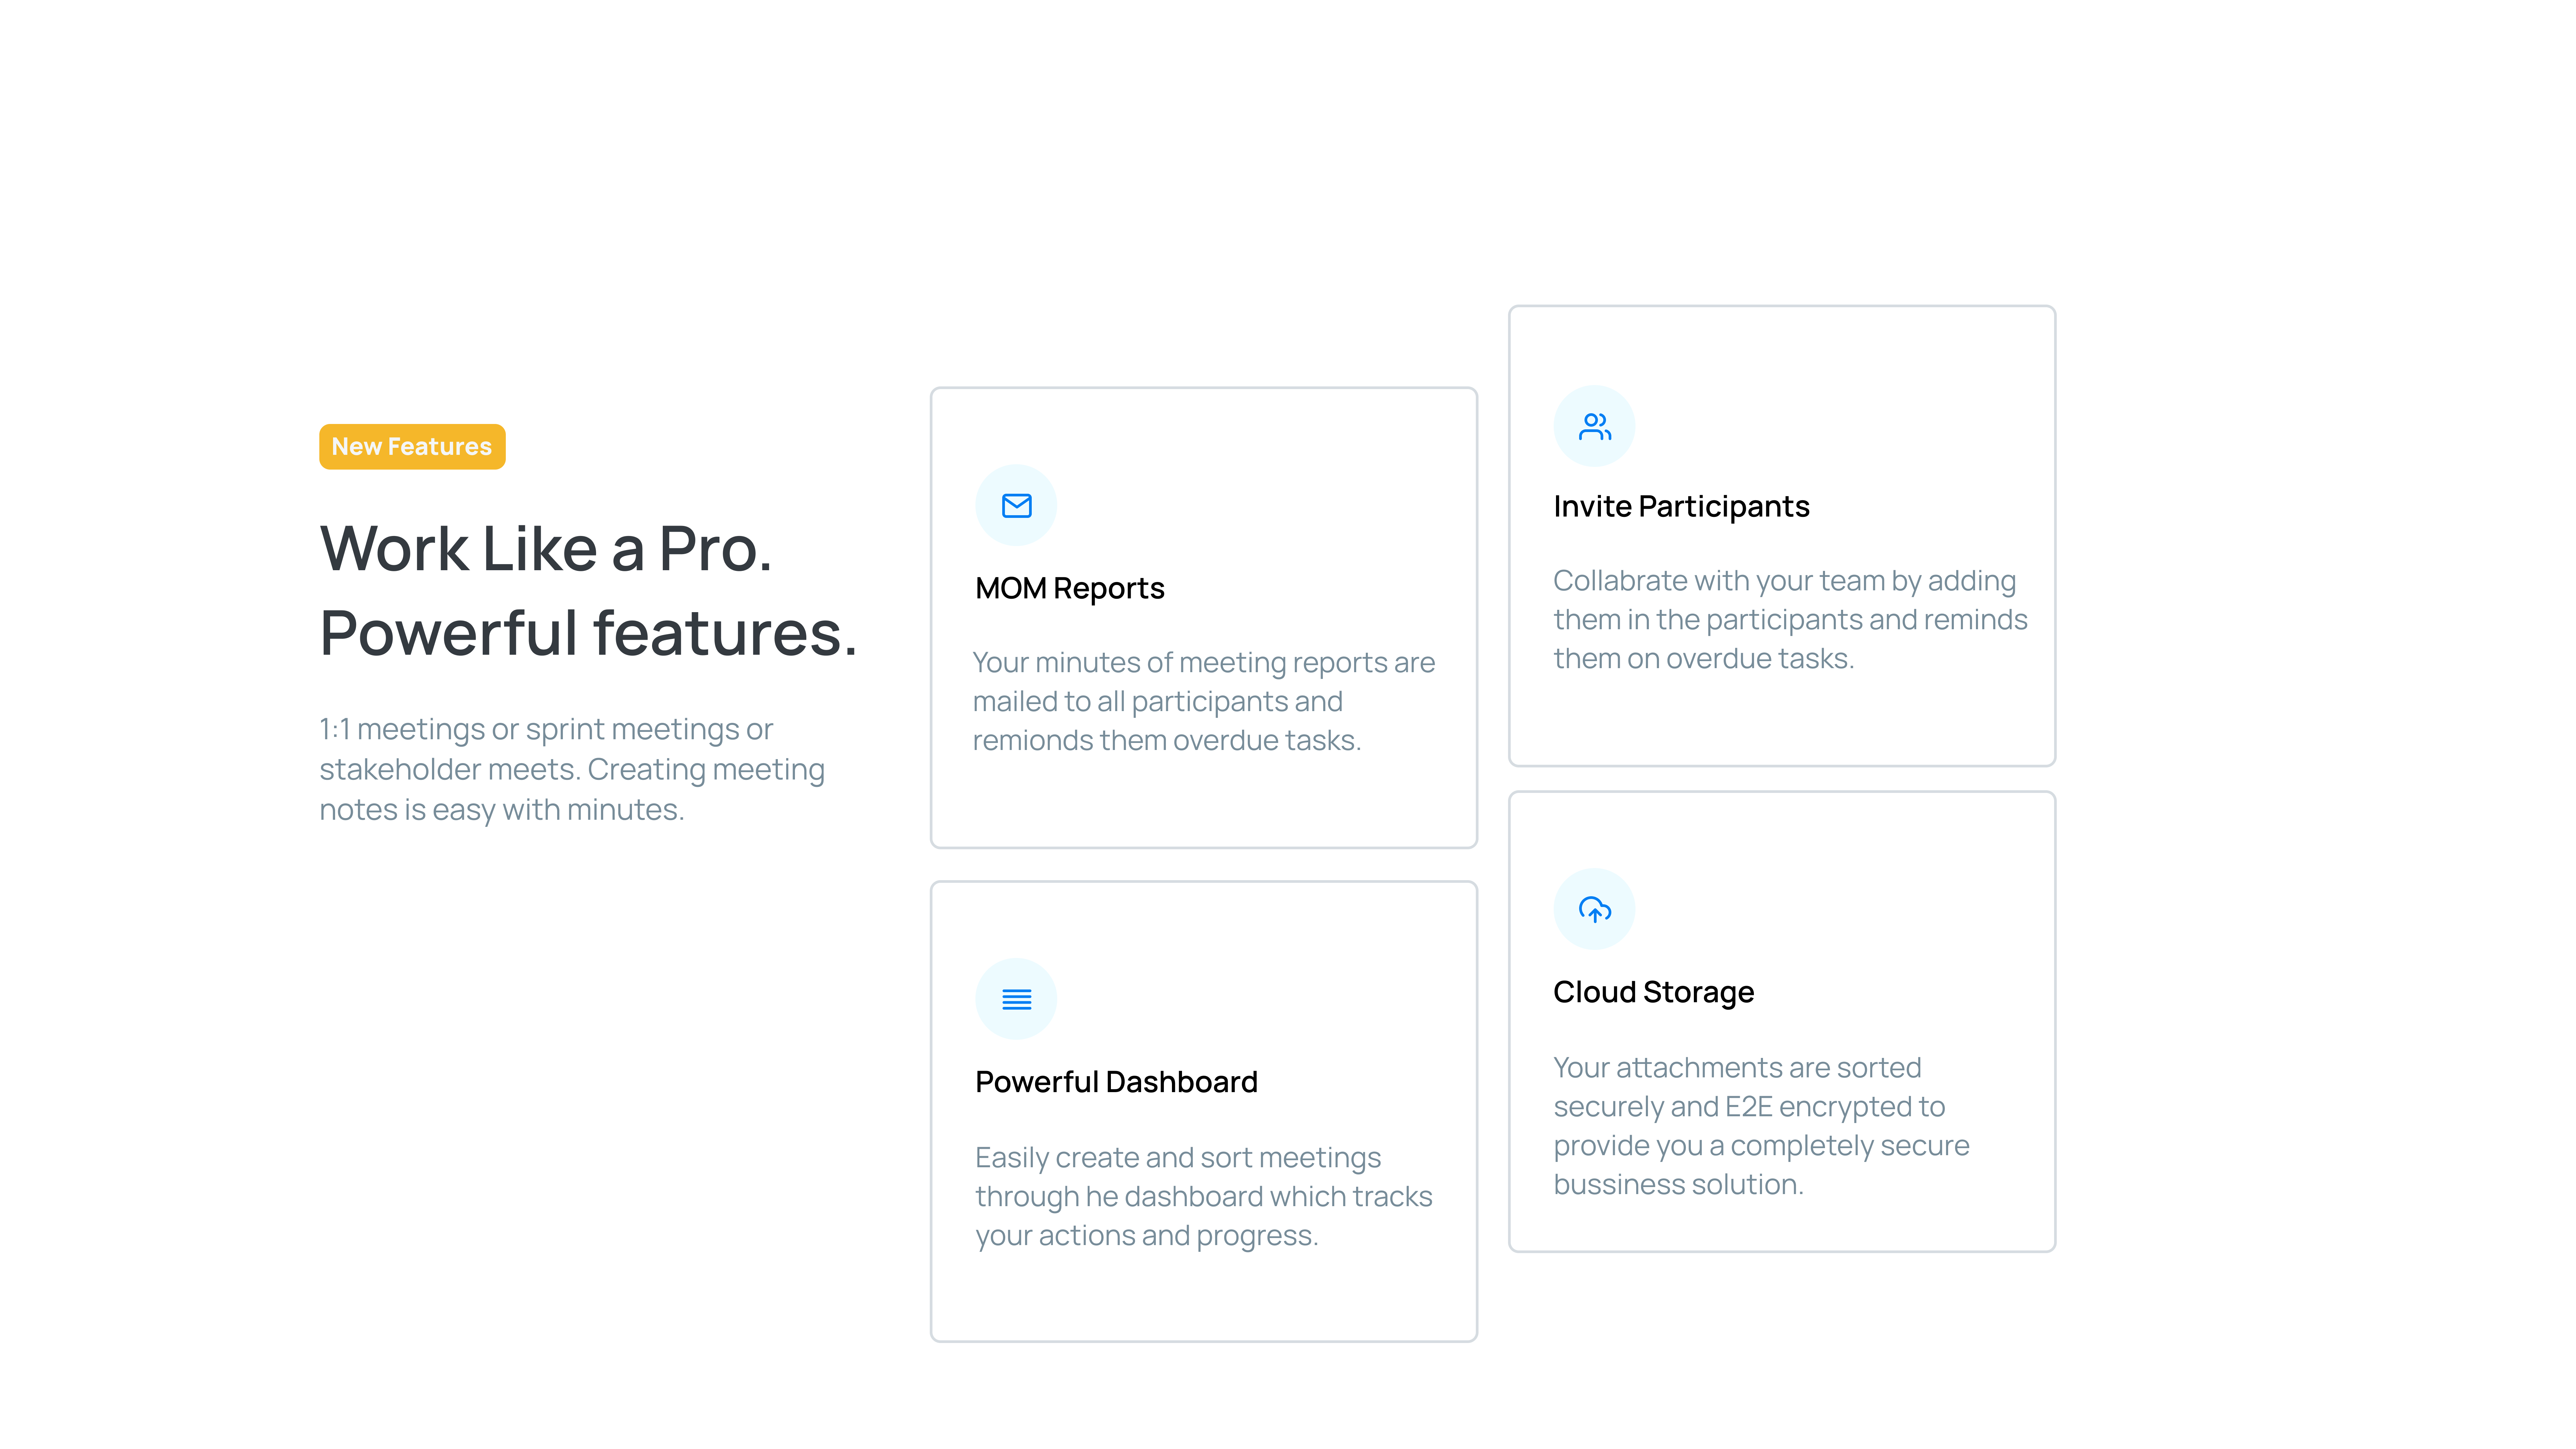 New Features
Work Like a Pro.
Powerful features.
1:1 meetings or sprint meetings or
stakeholder meets. Creating meeting
notes is easy with minutes.
MOM Reports
Your minutes of meeting reports are
mailed to all participants and
remionds them overdue tasks.
Powerful Dashboard
Easily create and sort meetings
through he dashboard which tracks
your actions and progress.
Invite Participants
Collabrate with your team by adding
them in the participants and reminds
them on overdue tasks.
Cloud Storage
Your attachments are sorted
securely and E2E encrypted to
provide you a completely secure
bussiness solution.